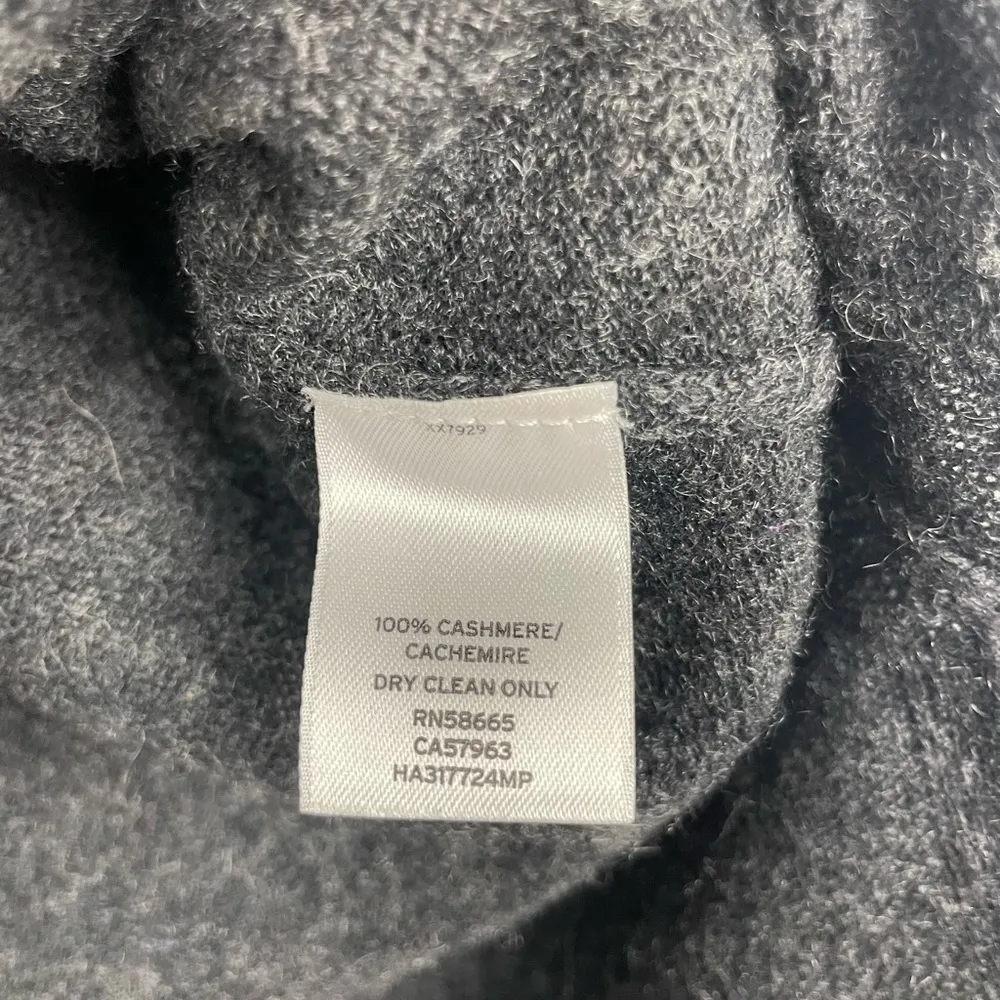 XX7929
100% CASHMERE/
CACHEMIRE
DRY CLEAN ONLY
RN58665
CA57963
HA317724MP